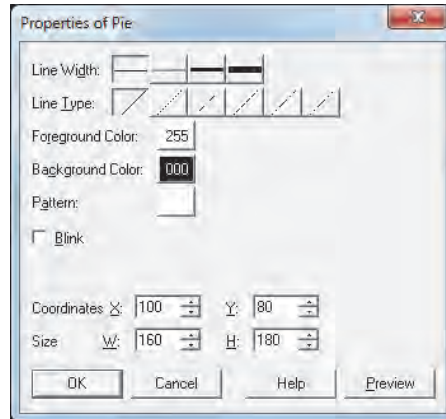 Properties of Pie
Line Width:
Line Type:
Foreground Color: 255
Background Color: 000
Pattern:
Blink
Coordinates X: 100 Y: 80
Size W: 160 H: 180
OK Cancel Help Preview